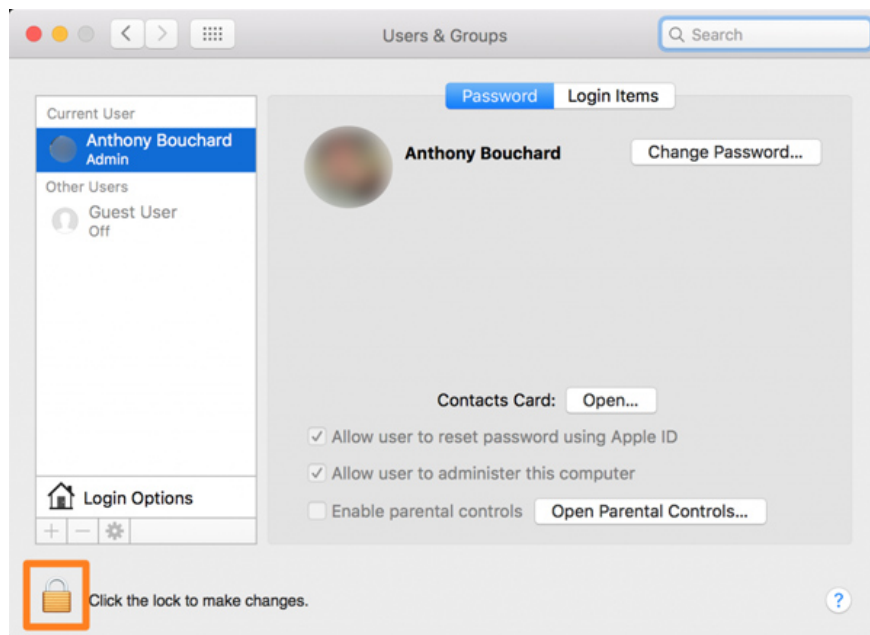 Users & Groups
Search
Password Login Items
Current User
Anthony Bouchard
Admin
Other Users
Guest User
Off
Anthony Bouchard
Change Password...
Contacts Card: Open...
Allow user to reset password using Apple ID
Allow user to administer this computer
Enable parental controls Open Parental Controls...
Login Options
+ −
Click the lock to make changes.
?